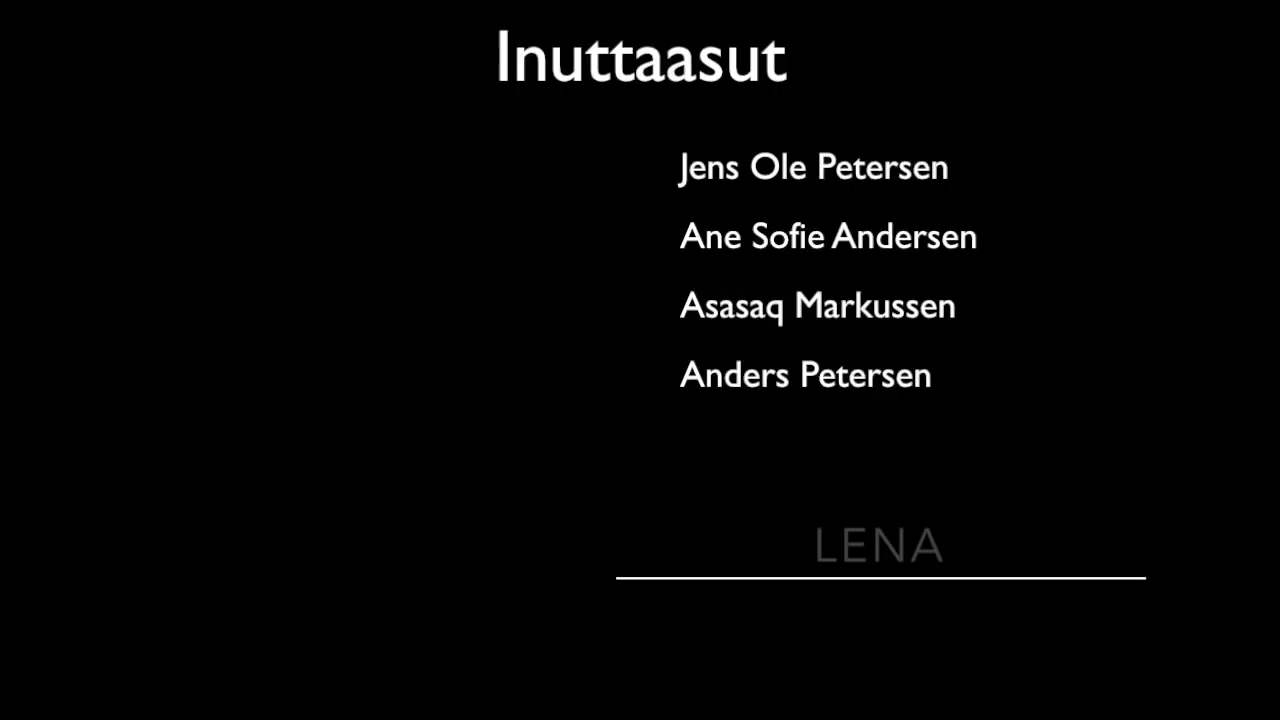 Inuttaasut
Jens Ole Petersen
Ane Sofie Andersen
Asasaq Markussen
Anders Petersen
LENA